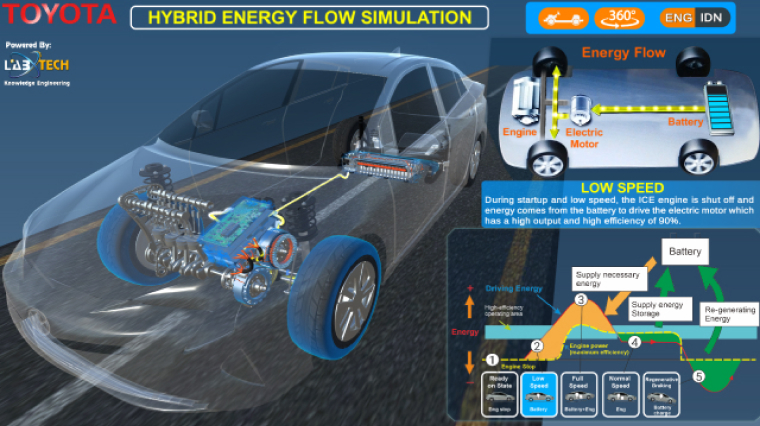 TOYOTA
HYBRID ENERGY FLOW SIMULATION
ENG IDN
360°
Powered By:
LAB TECH
Knowledge Engineering
Energy Flow
Engine
Electric
Motor
Battery
LOW SPEED
During startup and low speed, the ICE engine is shut off and
energy comes from the battery to drive the electric motor which
has a high output and high efficiency of 90%.
Battery
Supply necessary
energy
+
Driving Energy
3
High-efficiency
operating area
Supply energy
Storage
Re-generating
Energy
Energy
2
Engine power
(maximum efficiency)
4
1
Engine Stop
5
Ready
on State
Eng stop
Low
Speed
Battery
Full
Speed
Battery+Eng
Normal
Speed
Eng
Regenerative
Braking
Battery
charge